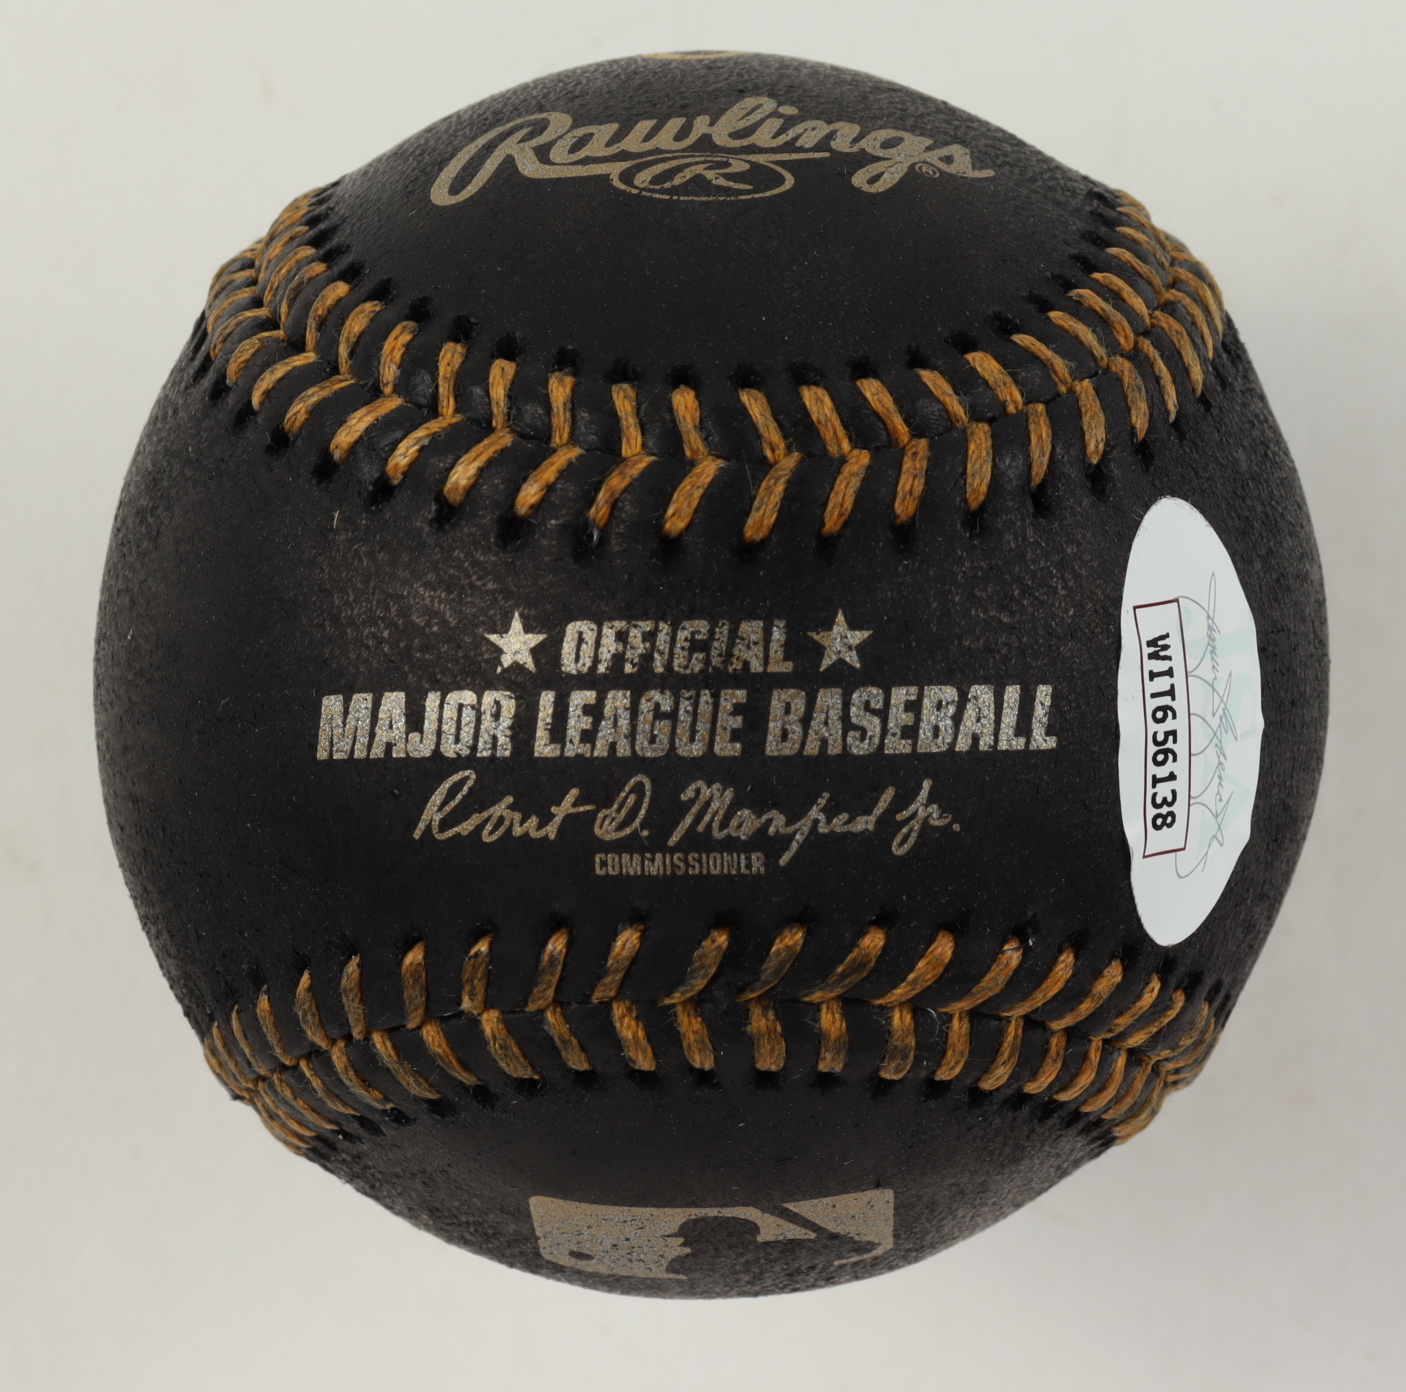 Rawlings ®
R
★ OFFICIAL ★
MAJOR LEAGUE BASEBALL
Robert D. Manfred Jr.
COMMISSIONER
WIT656138